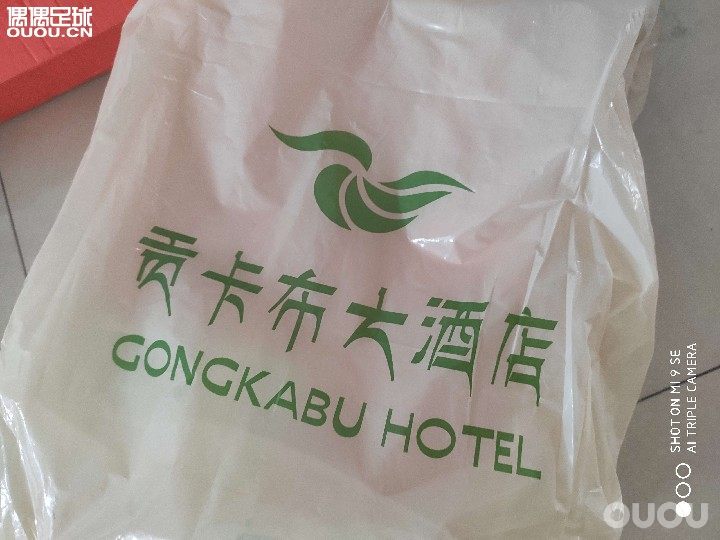 偶偶足球
OUOU.CN
贡卡布大酒店
GONGKABU HOTEL
SHOT ON MI 9 SE
AI TRIPLE CAMERA
OUOU